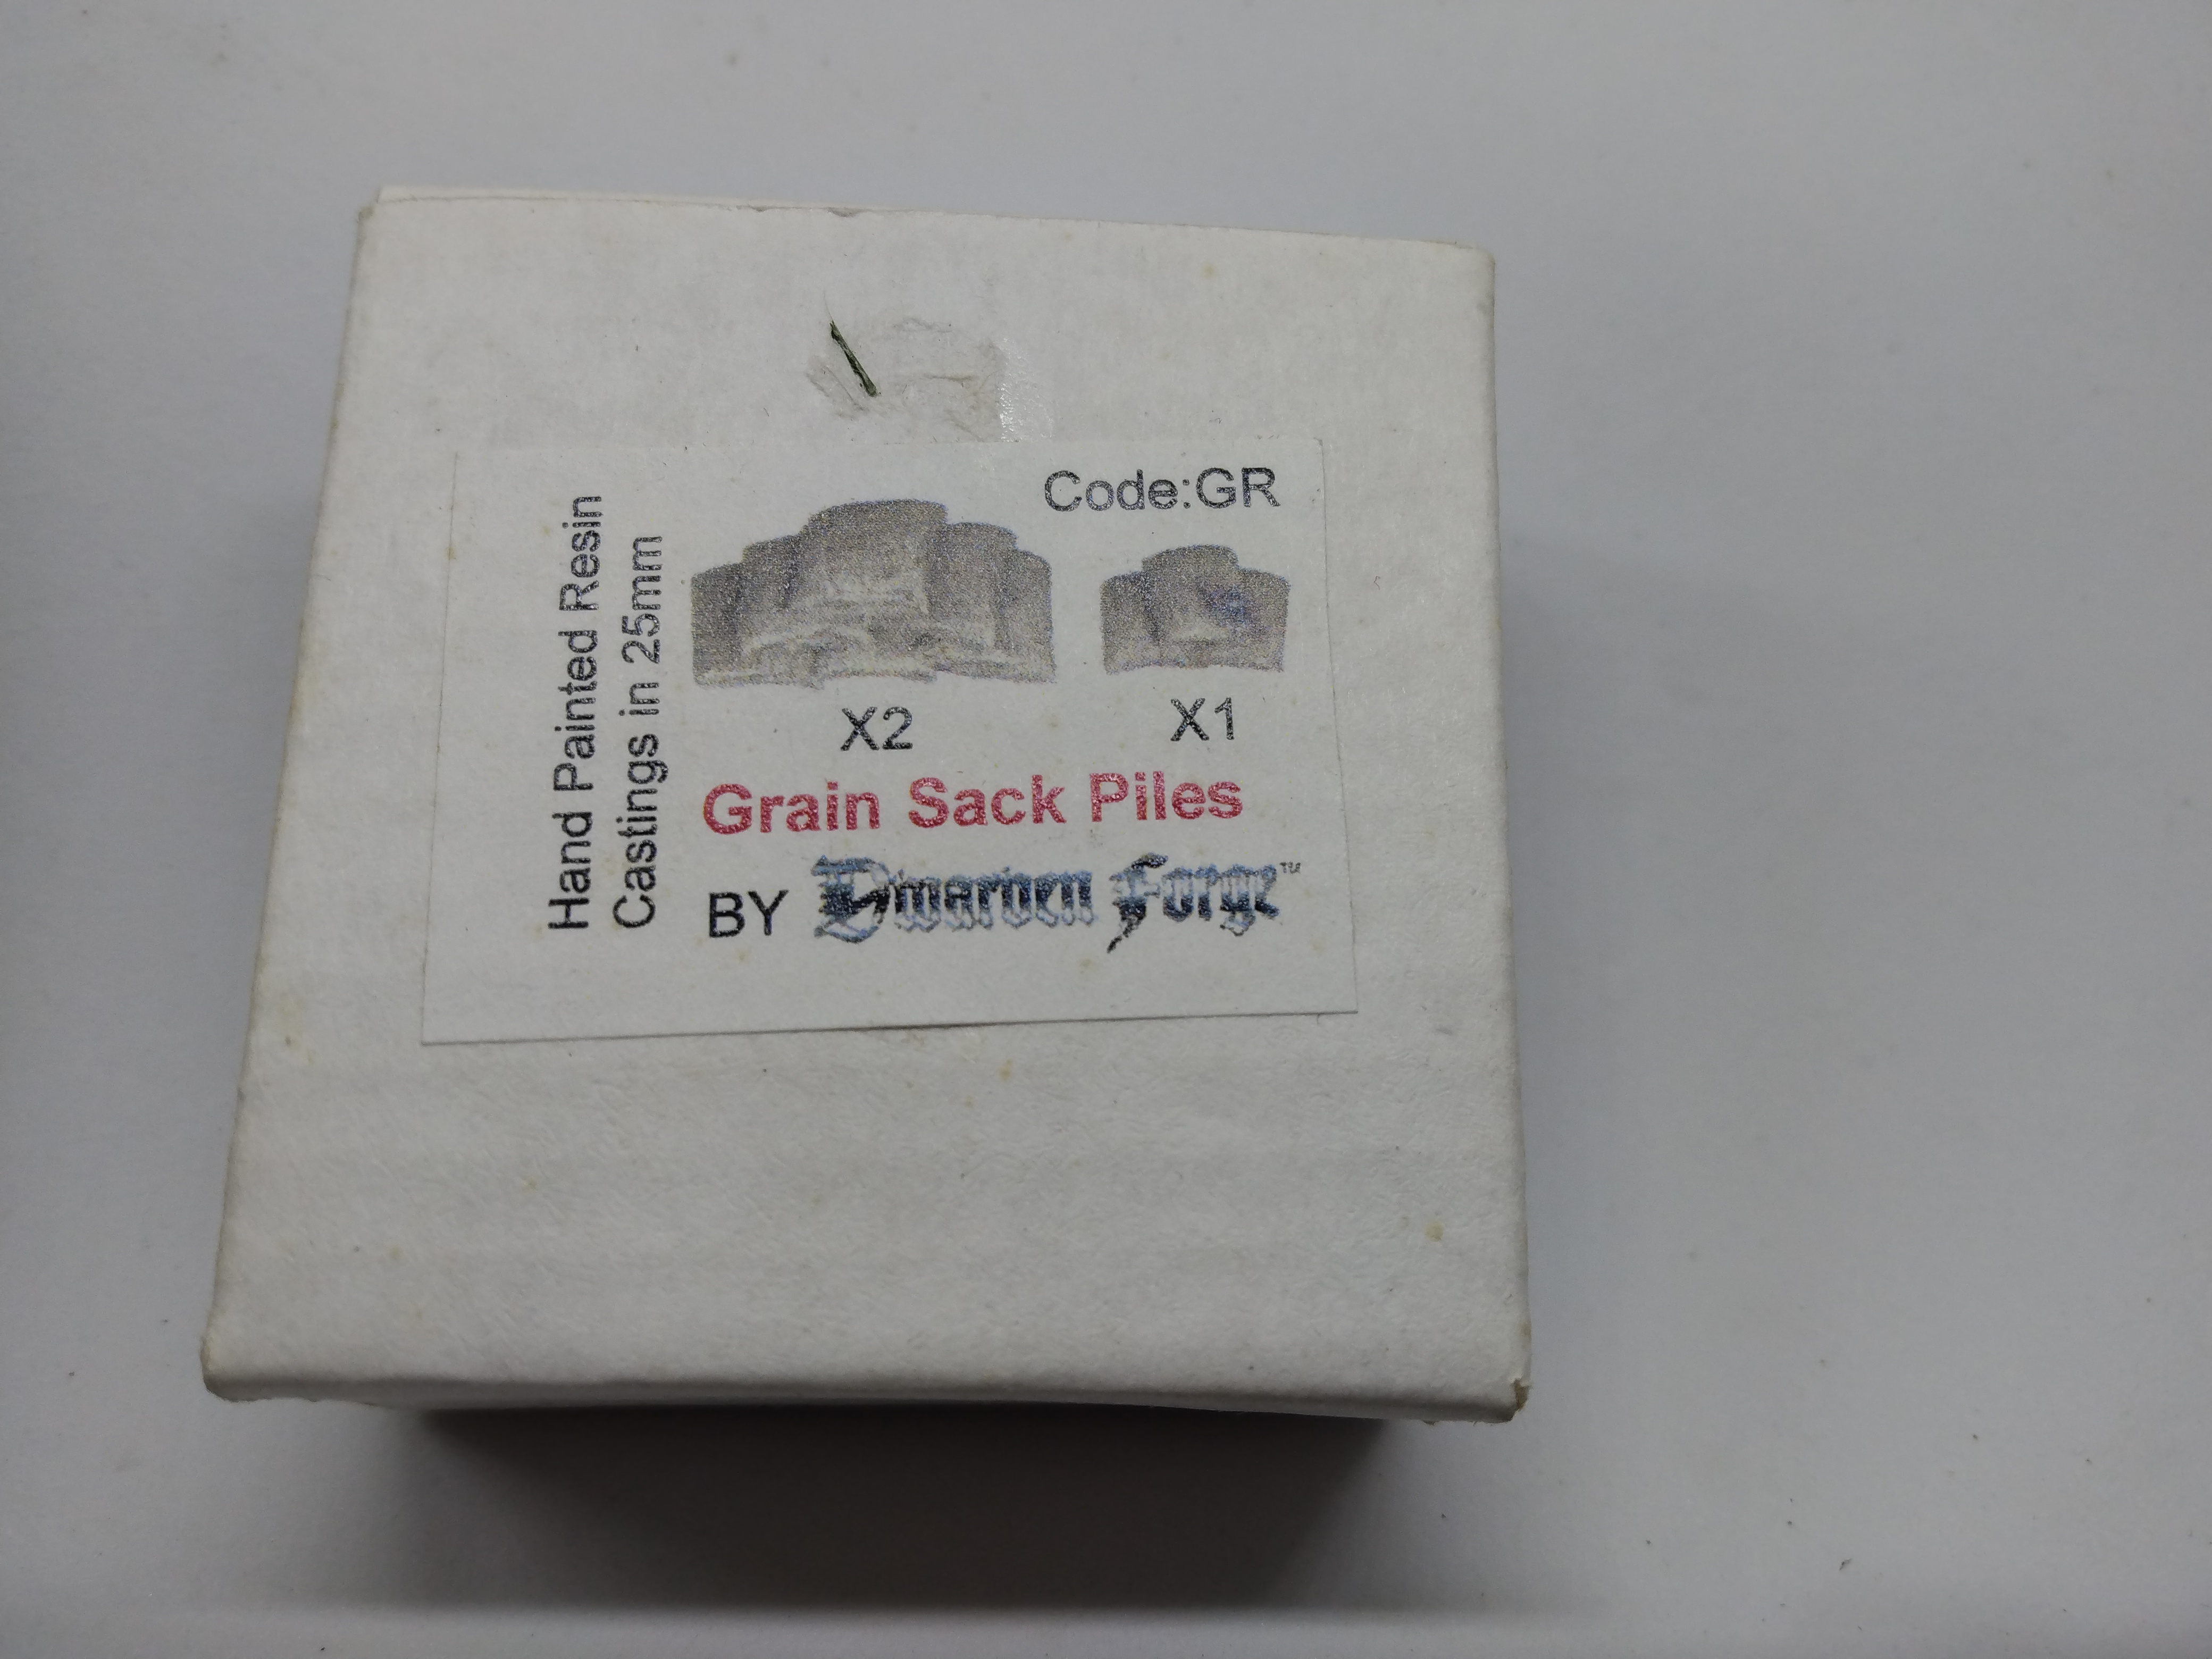 Hand Painted Resin
Castings in 25mm
Code:GR
X2
X1
Grain Sack Piles
BY Dwarven Forge™